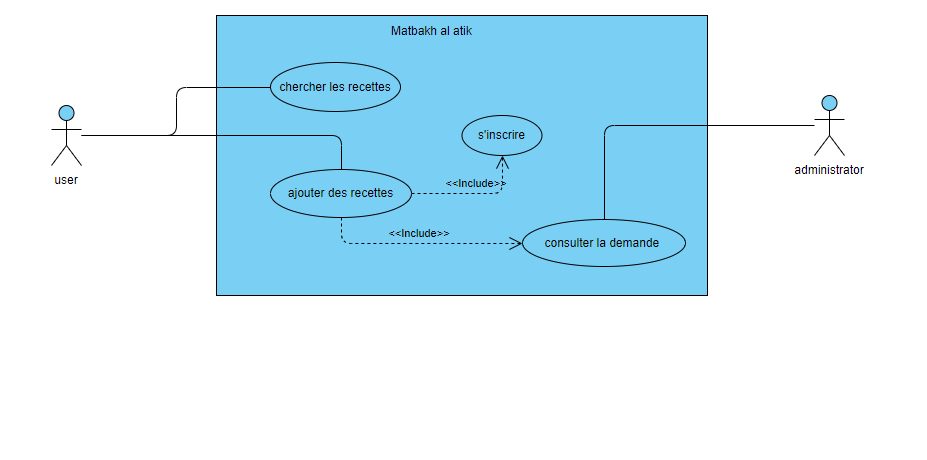 Matbakh al atik
chercher les recettes
s'inscrire
user
administrator
<<Include>>
ajouter des recettes
<<Include>>
consulter la demande